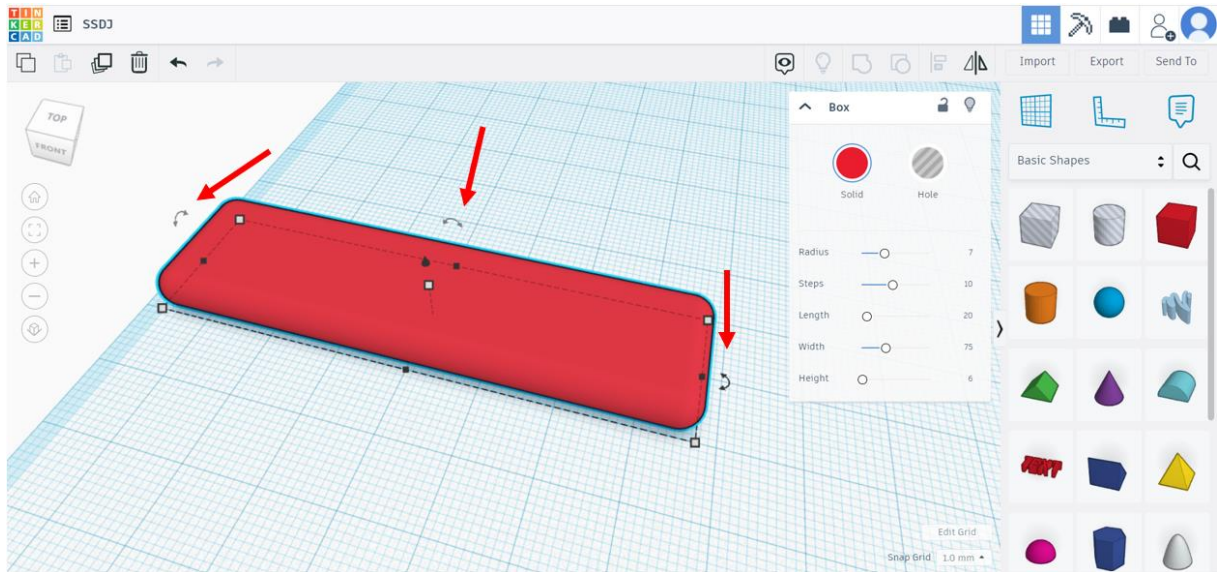 TIN
KER
CAD
SSDJ
Import Export Send To
TOP
FRONT
Box
Solid Hole
Radius 7
Steps 10
Length 20
Width 75
Height 6
Basic Shapes
TEXT
Edit Grid
Snap Grid 1.0 mm